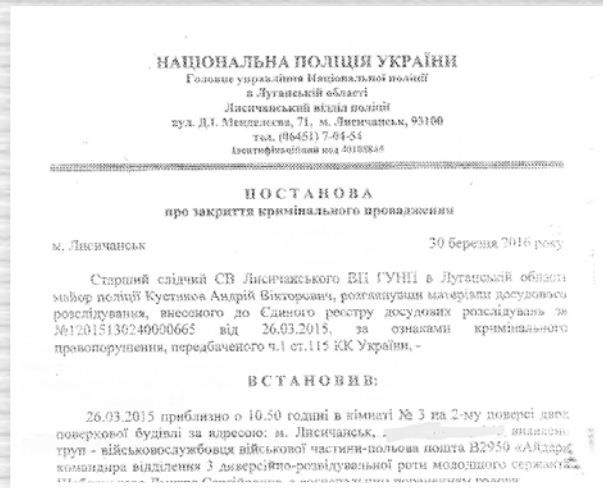 НАЦІОНАЛЬНА ПОЛІЦІЯ УКРАЇНИ
Головне управління Національної поліції
в Луганській області
Лисичанський відділ поліції
вул. Д.І. Менделєєва, 71, м. Лисичанськ, 93100
тел. (06451) 7-04-54
Ідентифікаційний код
ПОСТАНОВА
про закриття кримінального провадження
м. Лисичанськ 30 березня 2016 року
Старший слідчий СВ Лисичакського ВП ГУНП в Луганській області
майор поліції Кустиков Андрій Вікторович, розглянувши матеріали досудового
розслідування, внесеного до Єдиного реєстру досудових розслідувань за
№12015130240000665 від 26.03.2015, за ознаками кримінального
правопорушення, передбаченого ч.1 ст.115 КК України, -
ВСТАНОВИВ:
26.03.2015 приблизно о 10.50 годині в кімнаті № 3 на 2-му поверсі двох
поверхової будівлі за адресою: м. Лисичанськ,
труп - військовослужбовця військової частини-польова пошта В2950 «Айдар»
командира відділення 3 диверсійно-розвідувальної роти молодшого сержанта